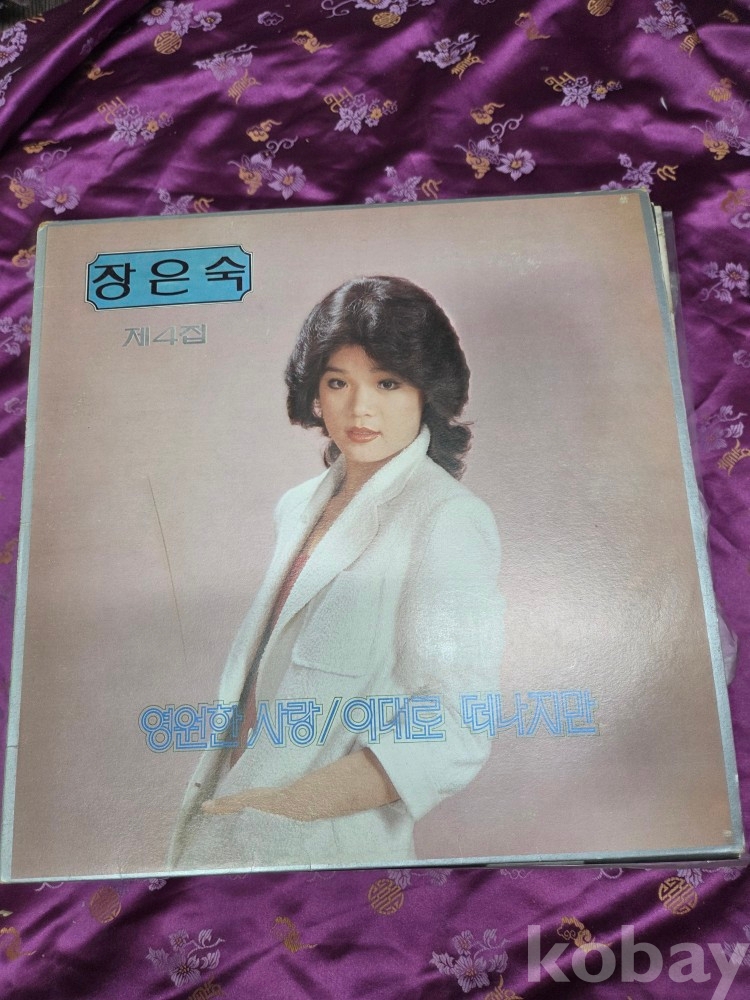 장은숙
제4집
영원한 사랑/이대로 떠나지만
kobay